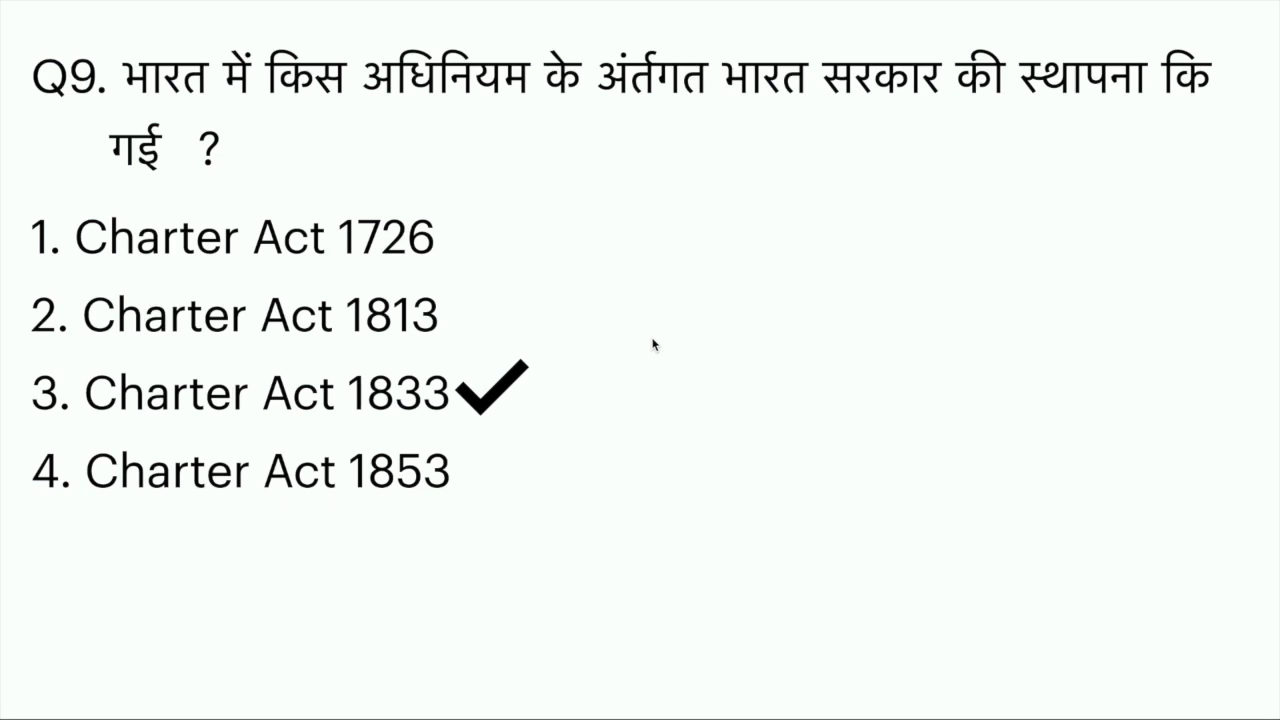 Q9. भारत में किस अधिनियम के अंर्तगत भारत सरकार की स्थापना कि
गई ?
1. Charter Act 1726
2. Charter Act 1813
3. Charter Act 1833✔
4. Charter Act 1853